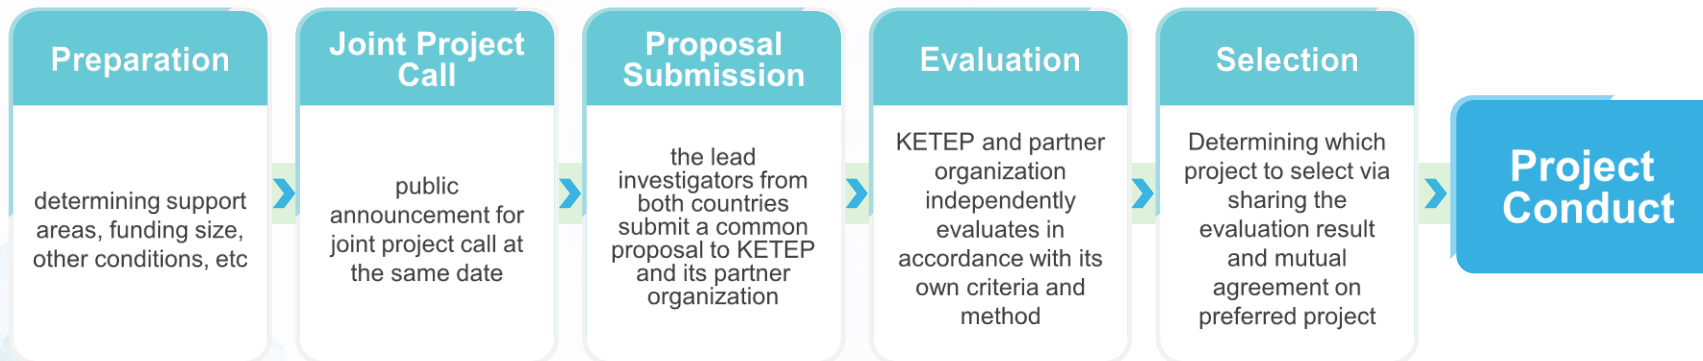 Preparation
determining support
areas, funding size,
other conditions, etc
Joint Project
Call
public
announcement for
joint project call at
the same date
Proposal
Submission
the lead
investigators from
both countries
submit a common
proposal to KETEP
and its partner
organization
Evaluation
KETEP and partner
organization
independently
evaluates in
accordance with its
own criteria and
method
Selection
Determining which
project to select via
sharing the
evaluation result
and mutual
agreement on
preferred project
Project
Conduct